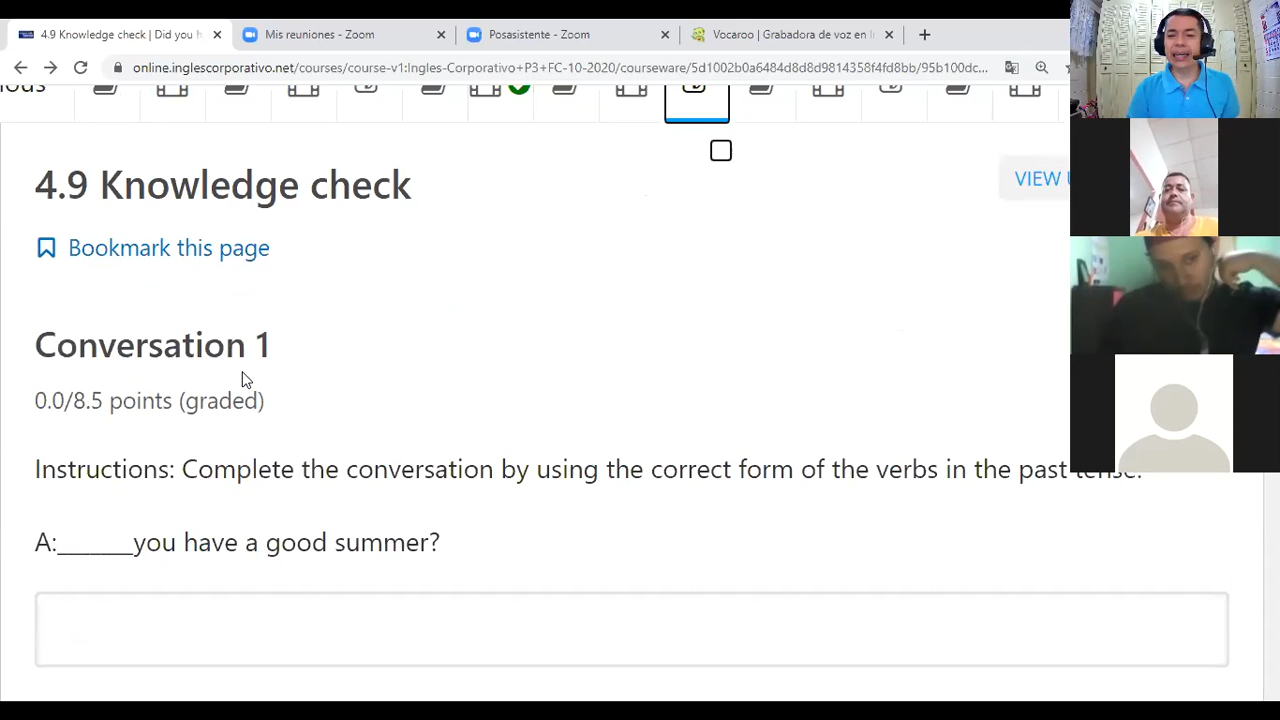 4.9 Knowledge check | Did you h
Mis reuniones - Zoom
Posasistente - Zoom
Vocaroo | Grabadora de voz en l
online.inglescorporativo.net/courses/course-v1:Ingles-Corporativo+P3+FC-10-2020/courseware/5d1002b0a6484d8d8d9814358f4fd8bb/95b100dc...
ious
4.9 Knowledge check
VIEW U
Bookmark this page
Conversation 1
0.0/8.5 points (graded)
Instructions: Complete the conversation by using the correct form of the verbs in the past tense.
A:_______you have a good summer?